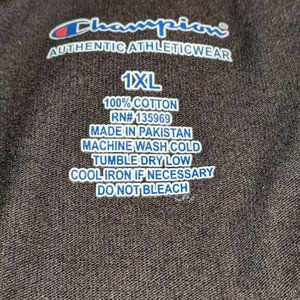 Champion
AUTHENTIC ATHLETICWEAR
1XL
100% COTTON
RN# 135969
MADE IN PAKISTAN
MACHINE WASH COLD
TUMBLE DRY LOW
COOL IRON IF NECESSARY
DO NOT BLEACH